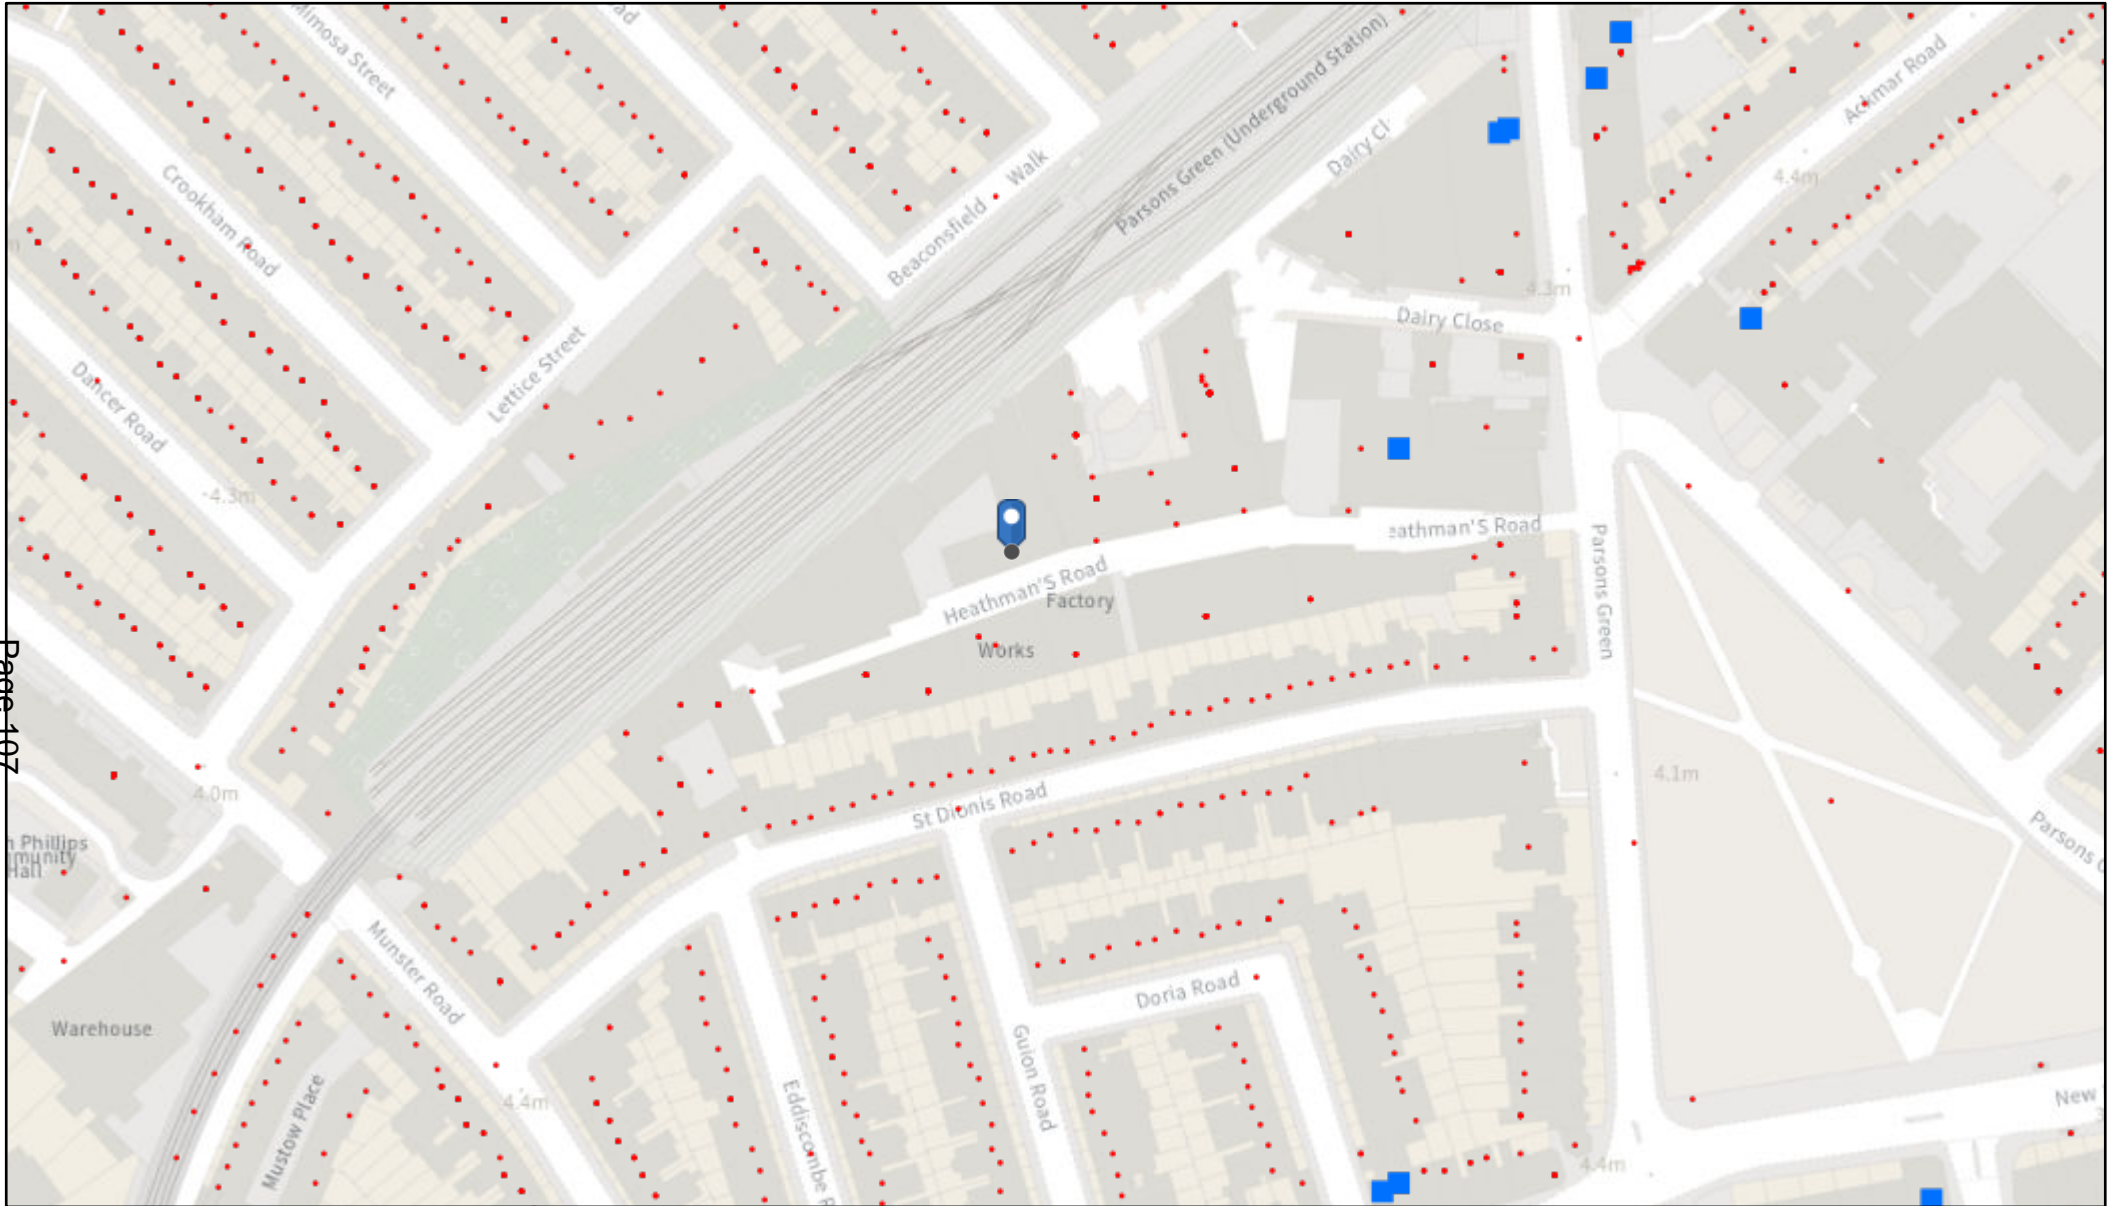 Mimosa Street
Parsons Green (Underground Station)
Ackmar Road
Dairy Cl
Walk
Beaconsfield
Crookham Road
4.4m
4.3m
Dairy Close
Lettice Street
Dancer Road
4.3m
eathman'S Road
Heathman'S Road
Factory
Works
Parsons Green
Page 107
4.1m
4.0m
St Dionis Road
Parsons
Phillips
Hall
Munster Road
Warehouse
Doria Road
Guion Road
Eddiscombe R
Mustow Place
4.4m
New
4.4m